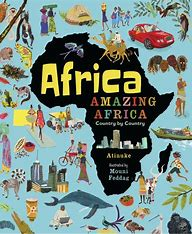 Africa
AMAZING
AFRICA
Country by Country
Atinuke
illustrated by
Mouni
Feddag